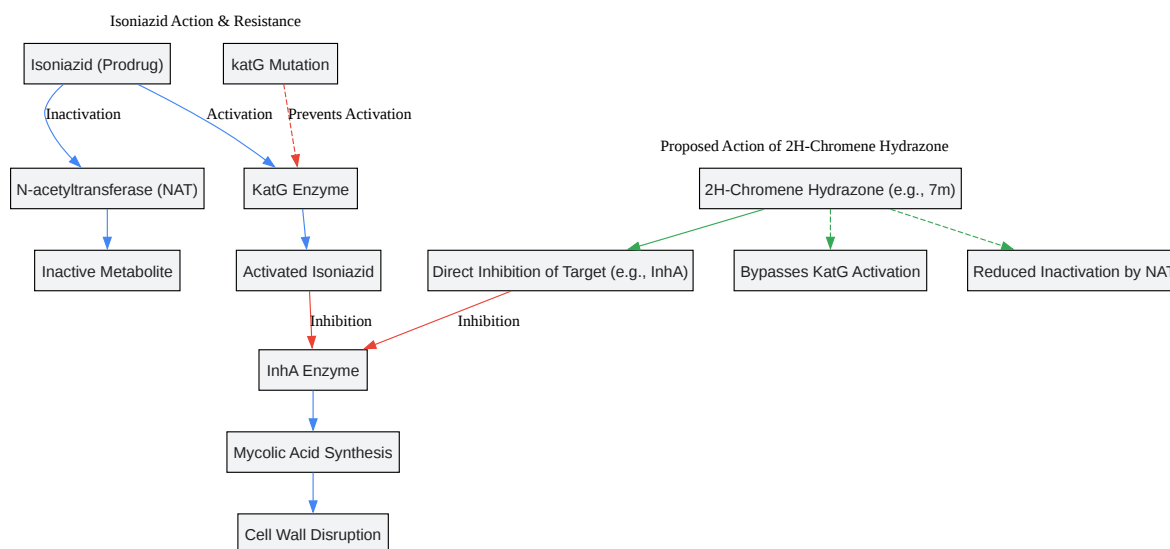 Isoniazid Action & Resistance
Isoniazid (Prodrug)
katG Mutation
Inactivation
Activation
Prevents Activation
Proposed Action of 2H-Chromene Hydrazone
N-acetyltransferase (NAT)
KatG Enzyme
2H-Chromene Hydrazone (e.g., 7m)
Inactive Metabolite
Activated Isoniazid
Direct Inhibition of Target (e.g., InhA)
Bypasses KatG Activation
Reduced Inactivation by NAT
Inhibition
Inhibition
InhA Enzyme
Mycolic Acid Synthesis
Cell Wall Disruption